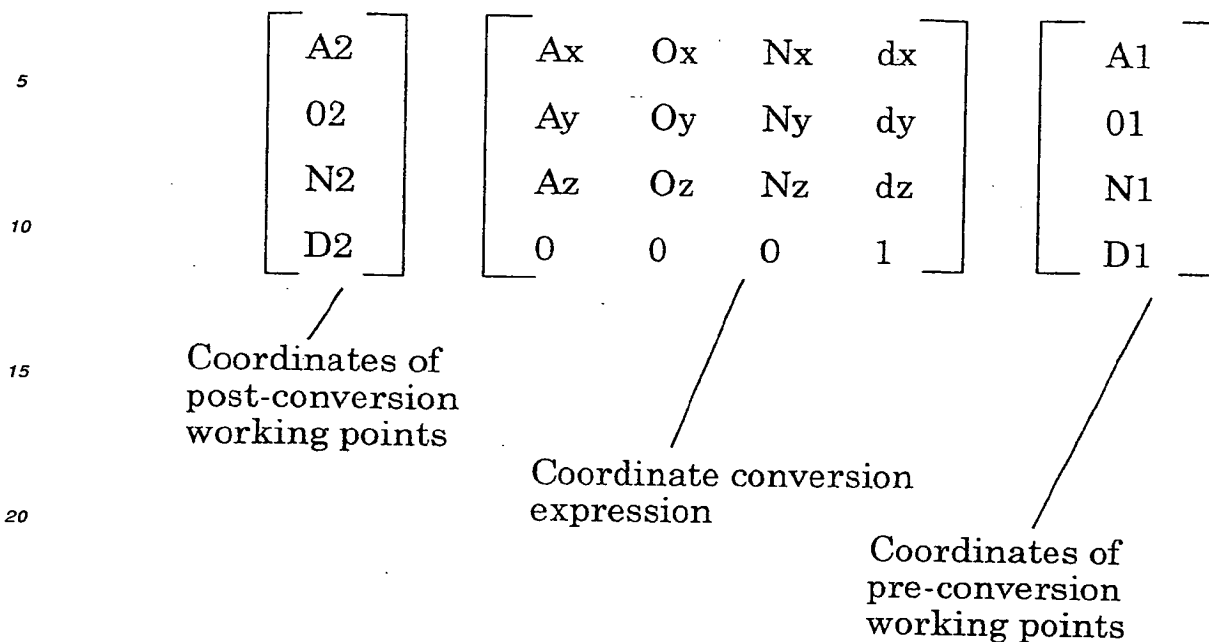 A2 Ax Ox Nx dx A1
5
02 Ay Oy Ny dy 01
N2 Az Oz Nz dz N1
10
D2 0 0 0 1 D1
15
Coordinates of
post-conversion
working points
Coordinate conversion
expression
20
Coordinates of
pre-conversion
working points